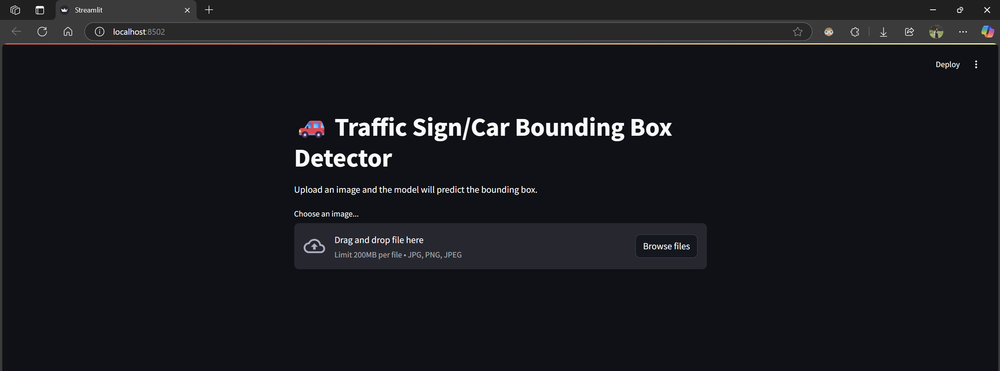 Streamlit
localhost:8502
Deploy
Traffic Sign/Car Bounding Box
Detector
Upload an image and the model will predict the bounding box.
Choose an image...
Drag and drop file here
Limit 200MB per file • JPG, PNG, JPEG
Browse files